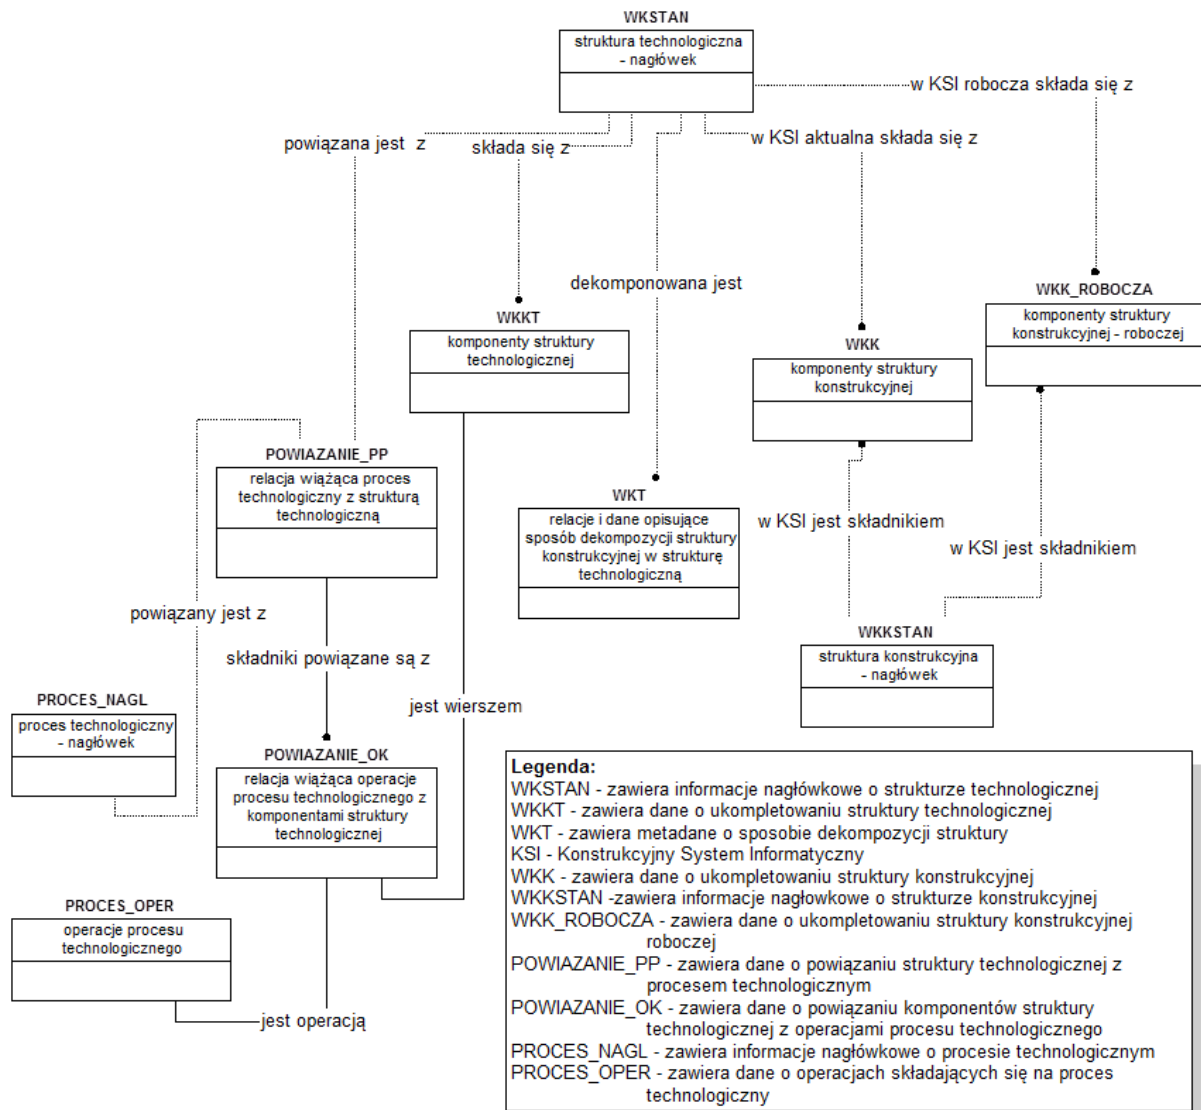 WKSTAN
struktura technologiczna
- nagłówek
w KSI robocza składa się z
powiązana jest z
składa się z
w KSI aktualna składa się z
dekomponowana jest
WKK_ROBOCZA
komponenty struktury
konstrukcyjnej - roboczej
WKKT
komponenty struktury
technologicznej
WKK
komponenty struktury
konstrukcyjnej
POWIAZANIE_PP
relacja wiążąca proces
technologiczny z strukturą
technologiczną
WKT
relacje i dane opisujące
sposób dekompozycji struktury
konstrukcyjnej w strukturę
technologiczną
w KSI jest składnikiem
w KSI jest składnikiem
powiązany jest z
WKKSTAN
struktura konstrukcyjna
- nagłówek
składniki powiązane są z
PROCES_NAGL
proces technologiczny
- nagłówek
jest wierszem
POWIAZANIE_OK
relacja wiążąca operacje
procesu technologicznego z
komponentami struktury
technologicznej
PROCES_OPER
operacje procesu
technologicznego
jest operacją
Legenda:
WKSTAN - zawiera informacje nagłówkowe o strukturze technologicznej
WKKT - zawiera dane o ukompletowaniu struktury technologicznej
WKT - zawiera metadane o sposobie dekompozycji struktury
KSI - Konstrukcyjny System Informatyczny
WKK - zawiera dane o ukompletowaniu struktury konstrukcyjnej
WKKSTAN -zawiera informacje nagłowkowe o strukturze konstrukcyjnej
WKK_ROBOCZA - zawiera dane o ukompletowaniu struktury konstrukcyjnej
roboczej
POWIAZANIE_PP - zawiera dane o powiązaniu struktury technologicznej z
procesem technologicznym
POWIAZANIE_OK - zawiera dane o powiązaniu komponentów struktury
technologicznej z operacjami procesu technologicznego
PROCES_NAGL - zawiera informacje nagłówkowe o procesie technologicznym
PROCES_OPER - zawiera dane o operacjach składających się na proces
technologiczny